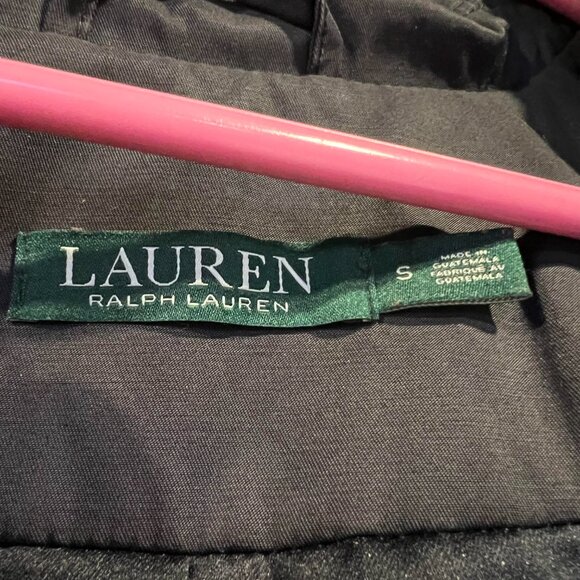 LAUREN
RALPH LAUREN
S
MADE IN
GUATEMALA
FABRIQUE AU
GUATEMALA